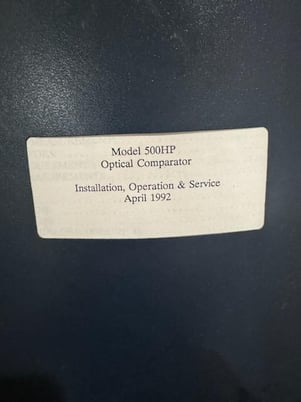 Model 500HP
Optical Comparator
Installation, Operation & Service
April 1992